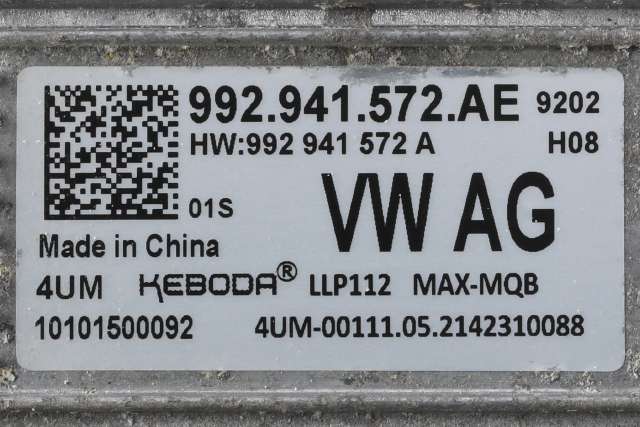 992.941.572.AE 9202
HW:992 941 572 A H08
01S VW AG
Made in China
4UM KEBODA® LLP112 MAX-MQB
10101500092 4UM-00111.05.2142310088